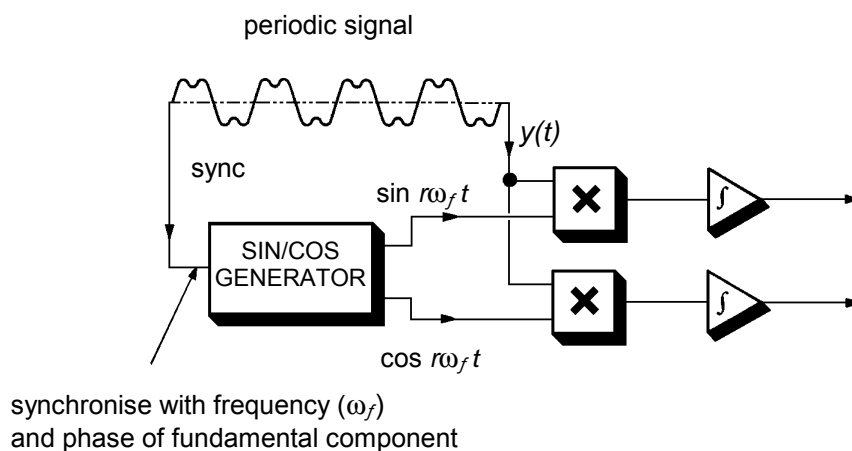 periodic signal
y(t)
sync
sin rω_f t
SIN/COS
GENERATOR
×
∫
×
∫
cos rω_f t
synchronise with frequency (ω_f)
and phase of fundamental component